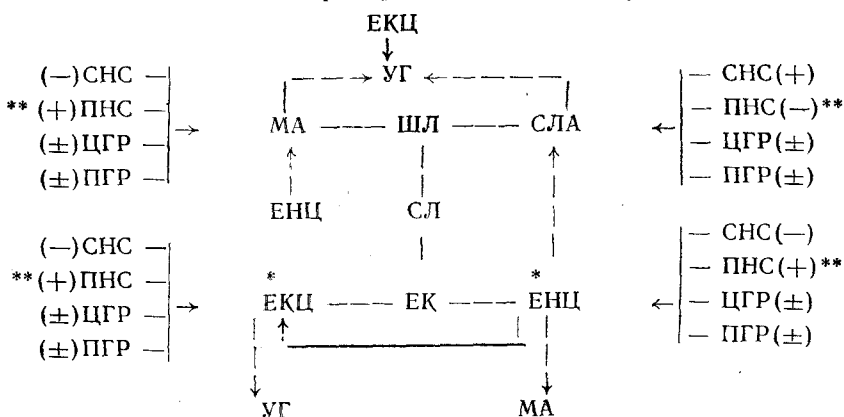 ЕКЦ
(—)СНС — УГ — СНС(+)
** (+)ПНС — — ПНС(—)**
МА ШЛ СЛА
(±)ЦГР — — ЦГР(±)
(±)ПГР — — ПГР(±)
ЕНЦ СЛ
(—)СНС — — СНС(—)
** (+)ПНС — * * — ПНС(+)**
(±)ЦГР — ЕКЦ ЕК ЕНЦ — ЦГР(±)
(±)ПГР — — ПГР(±)
УГ МА